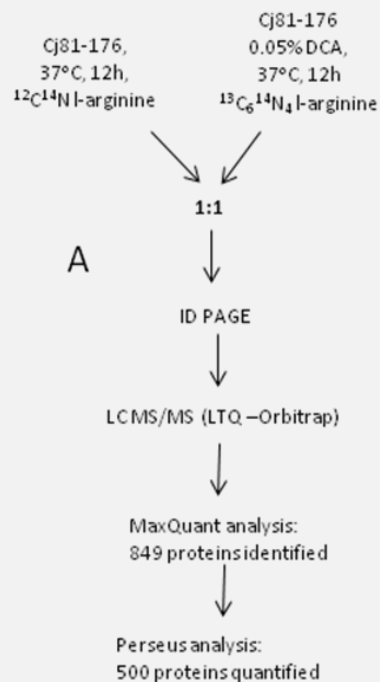 Cj81-176,
37°C, 12h,
¹²C¹⁴N l-arginine
Cj81-176
0.05% DCA,
37°C, 12h
¹³C₆¹⁴N₄ l-arginine
1:1
A
ID PAGE
LCMS/MS (LTQ –Orbitrap)
MaxQuant analysis:
849 proteins identified
Perseus analysis:
500 proteins quantified